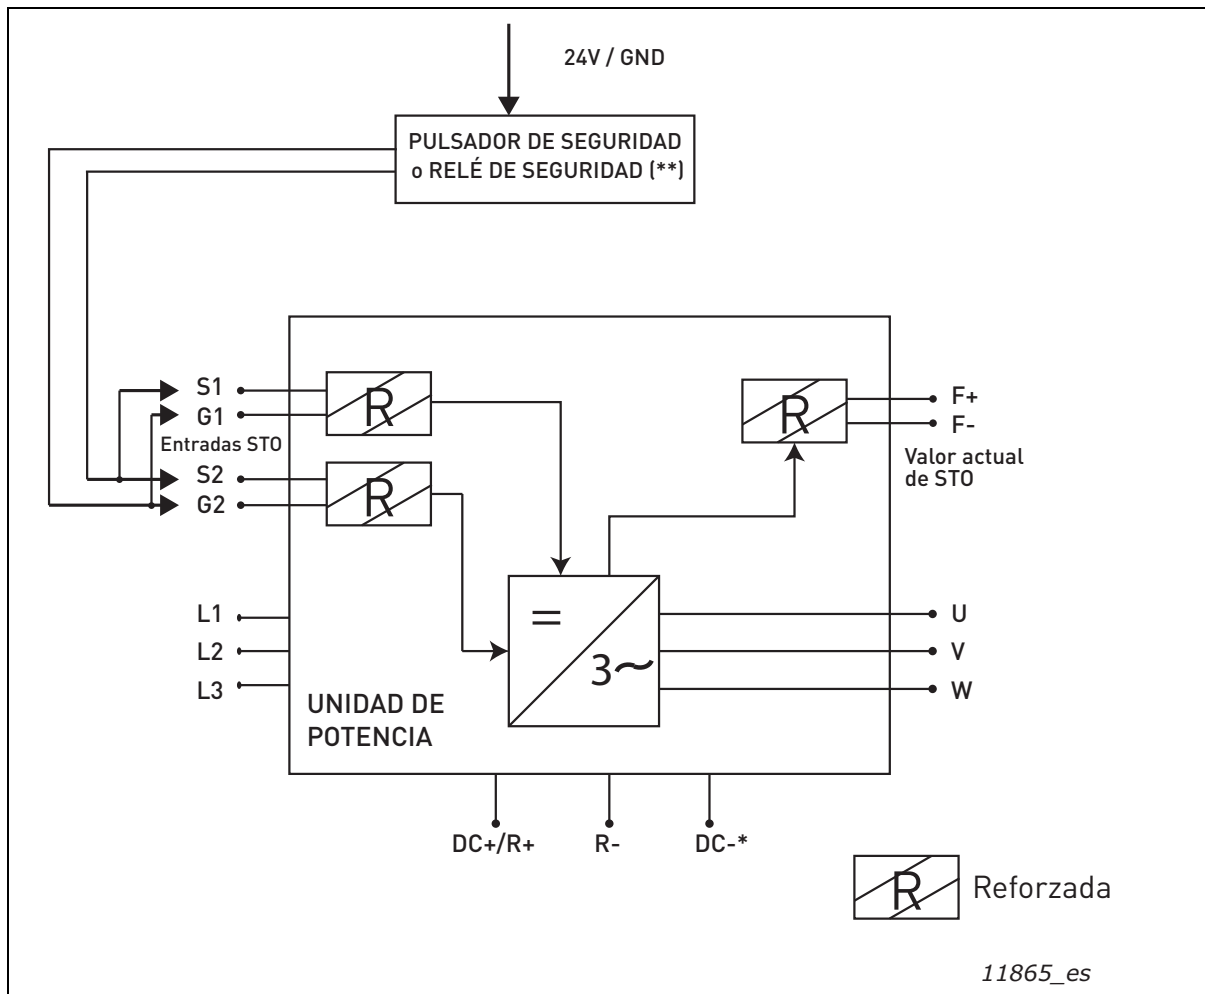 24V / GND
PULSADOR DE SEGURIDAD
o RELÉ DE SEGURIDAD (**)
S1
G1
Entradas STO
S2
G2
R
R
R
F+
F-
Valor actual
de STO
L1
L2
L3
=
3~
U
V
W
UNIDAD DE
POTENCIA
DC+/R+
R-
DC-*
R
Reforzada
11865_es